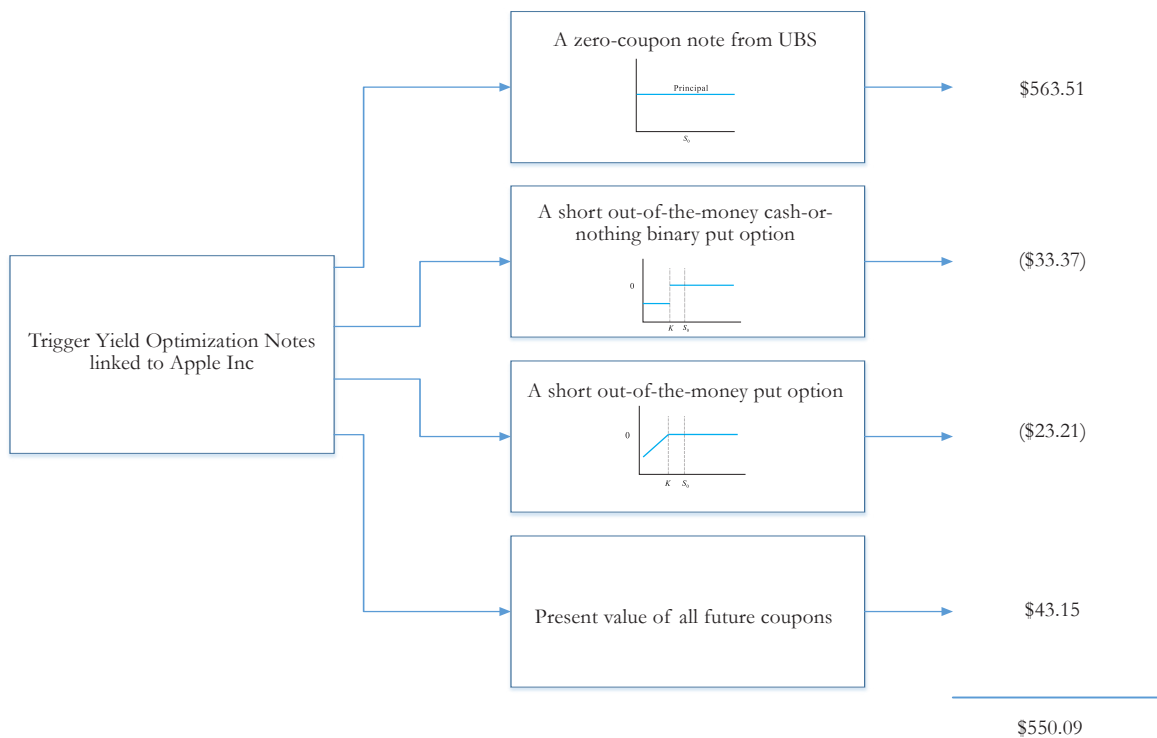 A zero-coupon note from UBS
Principal
S0
$563.51
A short out-of-the-money cash-or-
nothing binary put option
0
K S0
($33.37)
Trigger Yield Optimization Notes
linked to Apple Inc
A short out-of-the-money put option
0
K S0
($23.21)
Present value of all future coupons
$43.15
$550.09